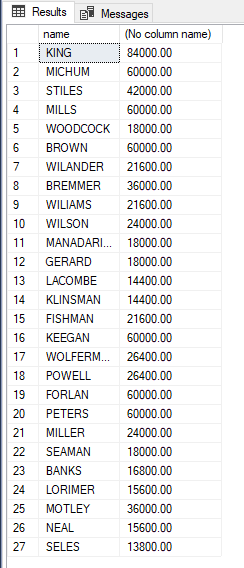 Results Messages
name (No column name)
1 KING 84000.00
2 MICHUM 60000.00
3 STILES 42000.00
4 MILLS 60000.00
5 WOODCOCK 18000.00
6 BROWN 60000.00
7 WILANDER 21600.00
8 BREMMER 36000.00
9 WILIAMS 21600.00
10 WILSON 24000.00
11 MANADARI... 18000.00
12 GERARD 18000.00
13 LACOMBE 14400.00
14 KLINSMAN 14400.00
15 FISHMAN 21600.00
16 KEEGAN 60000.00
17 WOLFERM... 26400.00
18 POWELL 26400.00
19 FORLAN 60000.00
20 PETERS 60000.00
21 MILLER 24000.00
22 SEAMAN 18000.00
23 BANKS 16800.00
24 LORIMER 15600.00
25 MOTLEY 36000.00
26 NEAL 15600.00
27 SELES 13800.00